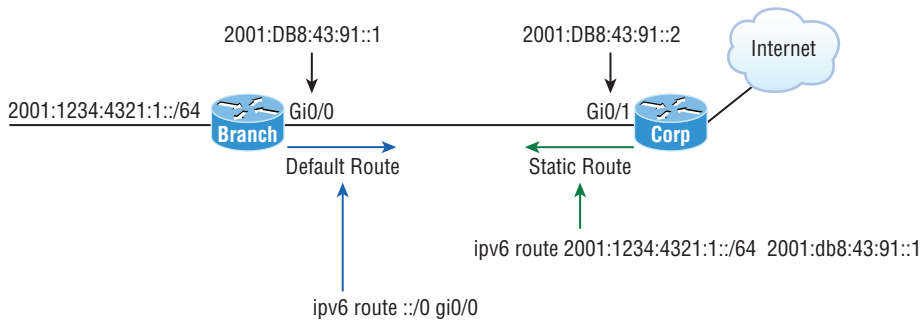 2001:DB8:43:91::1
2001:DB8:43:91::2
Internet
2001:1234:4321:1::/64
Gi0/0
Gi0/1
Branch
Corp
Default Route
Static Route
ipv6 route 2001:1234:4321:1::/64 2001:db8:43:91::1
ipv6 route ::/0 gi0/0